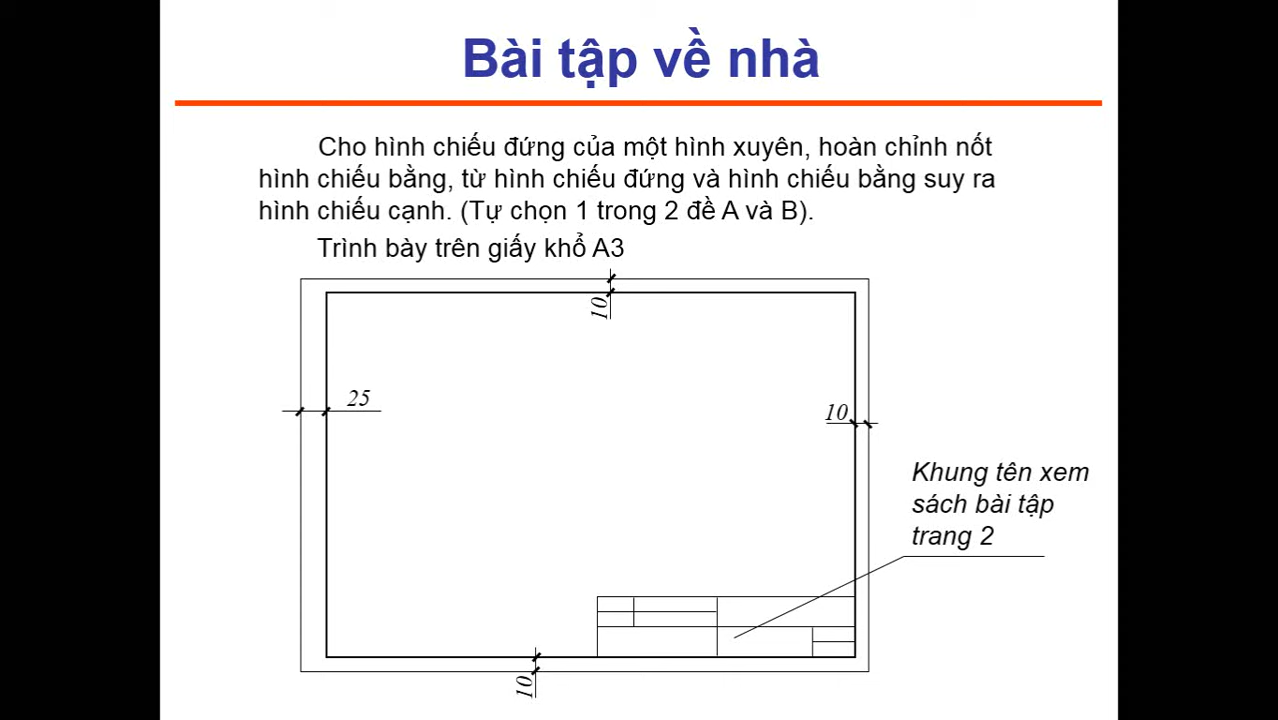 Bài tập về nhà
Cho hình chiếu đứng của một hình xuyên, hoàn chỉnh nốt
hình chiếu bằng, từ hình chiếu đứng và hình chiếu bằng suy ra
hình chiếu cạnh. (Tự chọn 1 trong 2 đề A và B).
Trình bày trên giấy khổ A3
10
25
10
Khung tên xem
sách bài tập
trang 2
10